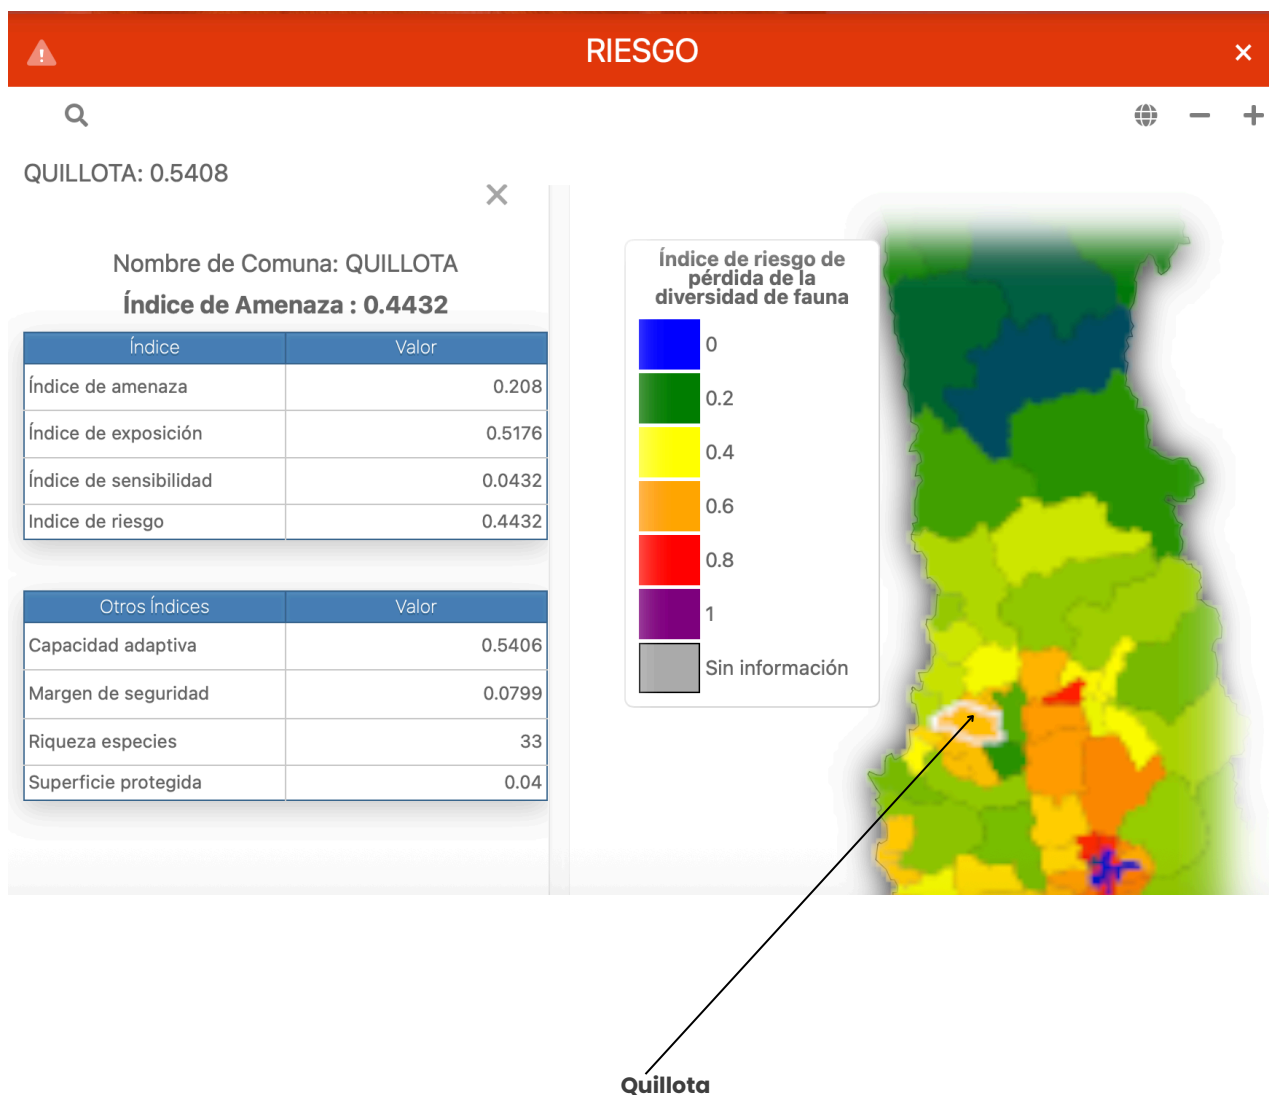 RIESGO
QUILLOTA: 0.5408
Nombre de Comuna: QUILLOTA
Índice de Amenaza : 0.4432
Índice Valor
Índice de amenaza 0.208
Índice de exposición 0.5176
Índice de sensibilidad 0.0432
Indice de riesgo 0.4432
Otros Índices Valor
Capacidad adaptiva 0.5406
Margen de seguridad 0.0799
Riqueza especies 33
Superficie protegida 0.04
Índice de riesgo de
pérdida de la
diversidad de fauna
0
0.2
0.4
0.6
0.8
1
Sin información
Quillota